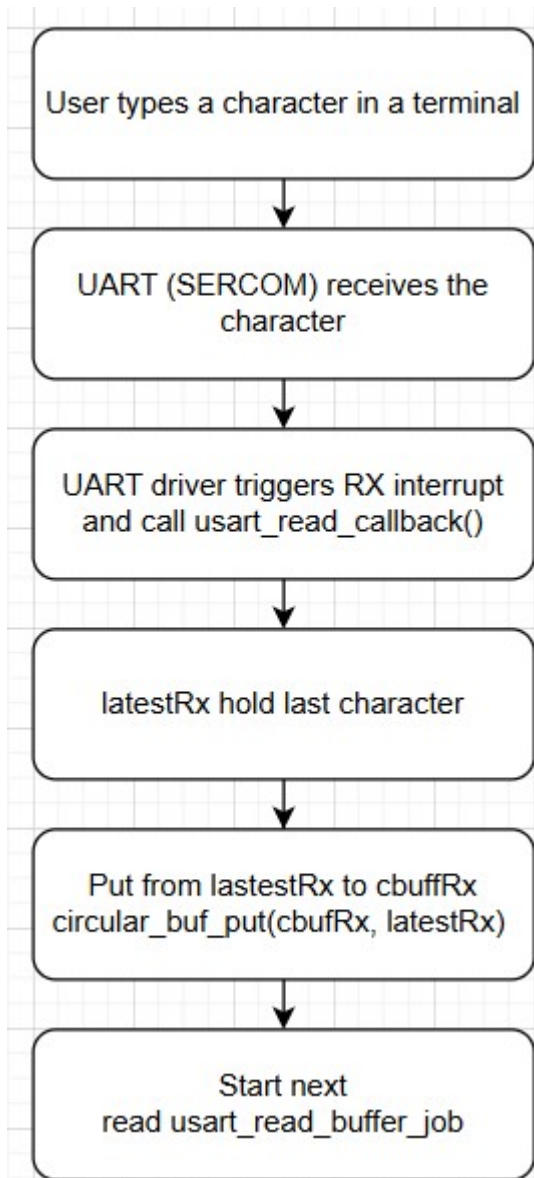 User types a character in a terminal
UART (SERCOM) receives the
character
UART driver triggers RX interrupt
and call usart_read_callback()
latestRx hold last character
Put from lastestRx to cbuffRx
circular_buf_put(cbufRx, latestRx)
Start next
read usart_read_buffer_job